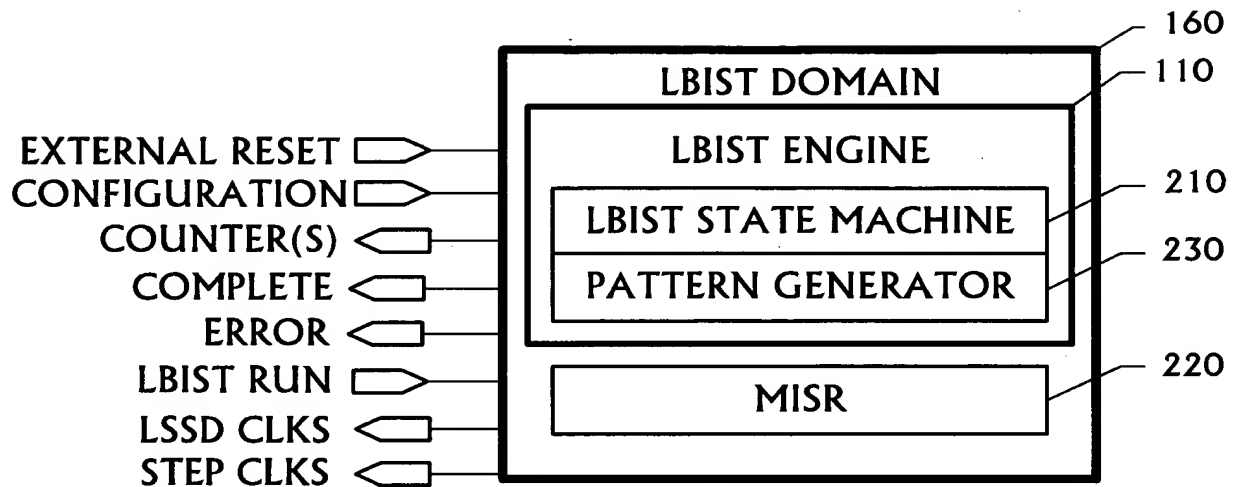 160
LBIST DOMAIN
110
EXTERNAL RESET
LBIST ENGINE
CONFIGURATION
210
LBIST STATE MACHINE
COUNTER(S)
230
COMPLETE
PATTERN GENERATOR
ERROR
220
LBIST RUN
MISR
LSSD CLKS
STEP CLKS